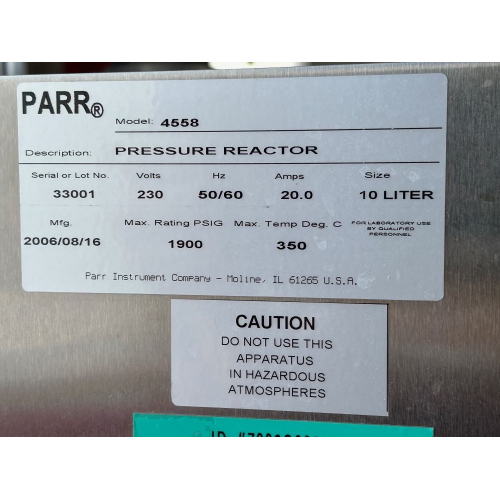 PARR®
Model: 4558
Description: PRESSURE REACTOR
Serial or Lot No. Volts Hz Amps Size
33001 230 50/60 20.0 10 LITER
Mfg. Max. Rating PSIG Max. Temp Deg. C FOR LABORATORY USE
BY QUALIFIED
PERSONNEL
2006/08/16 1900 350
Parr Instrument Company - Moline, IL 61265 U.S.A.
CAUTION
DO NOT USE THIS
APPARATUS
IN HAZARDOUS
ATMOSPHERES